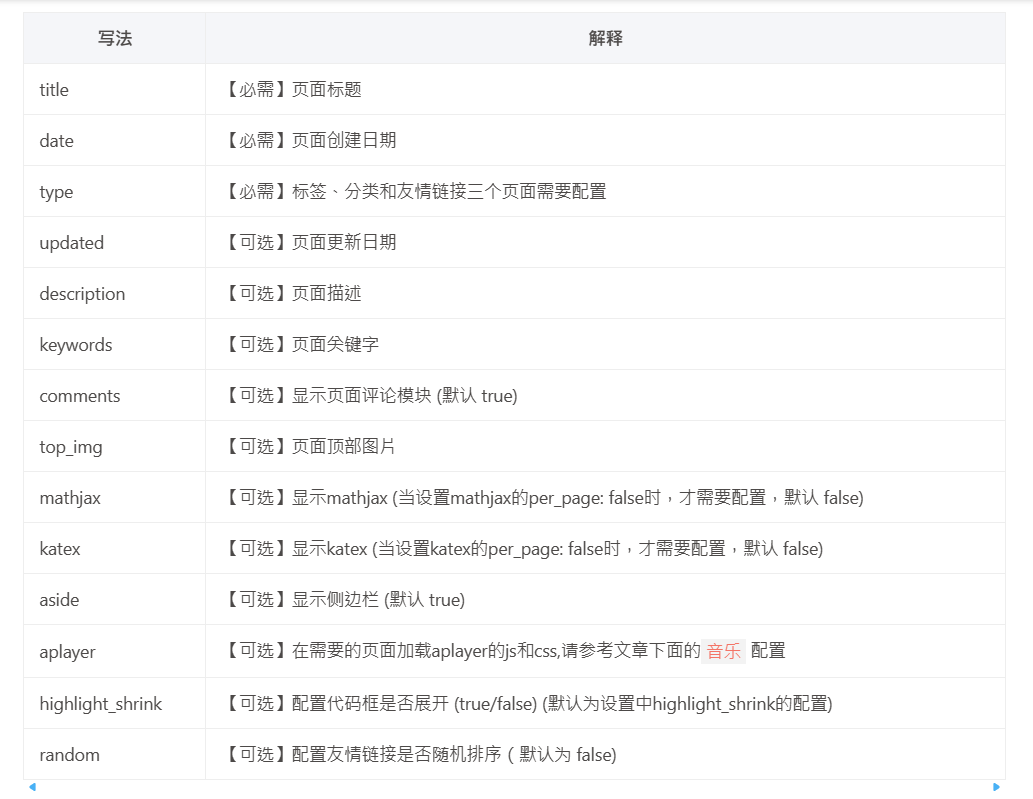 写法 解释
title 【必需】页面标题
date 【必需】页面创建日期
type 【必需】标签、分类和友情链接三个页面需要配置
updated 【可选】页面更新日期
description 【可选】页面描述
keywords 【可选】页面关键字
comments 【可选】显示页面评论模块 (默认 true)
top_img 【可选】页面顶部图片
mathjax 【可选】显示mathjax (当设置mathjax的per_page: false时，才需要配置，默认 false)
katex 【可选】显示katex (当设置katex的per_page: false时，才需要配置，默认 false)
aside 【可选】显示侧边栏 (默认 true)
aplayer 【可选】在需要的页面加载aplayer的js和css,请参考文章下面的 音乐 配置
highlight_shrink 【可选】配置代码框是否展开 (true/false) (默认为设置中highlight_shrink的配置)
random 【可选】配置友情链接是否随机排序（默认为 false)